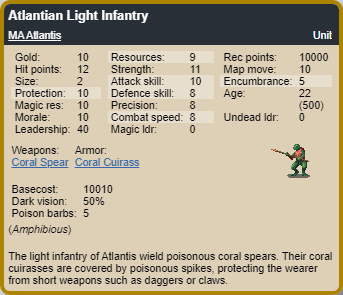 Atlantian Light Infantry
MA Atlantis Unit
Gold: 10 Resources: 9 Rec points: 10000
Hit points: 12 Strength: 11 Map move: 10
Size: 2 Attack skill: 10 Encumbrance: 5
Protection: 10 Defence skill: 8 Age: 22
Magic res: 10 Precision: 8 (500)
Morale: 10 Combat speed: 8 Undead ldr: 0
Leadership: 40 Magic ldr: 0
Weapons: Armor:
Coral Spear Coral Cuirass
Basecost: 10010
Dark vision: 50%
Poison barbs: 5
(Amphibious)
The light infantry of Atlantis wield poisonous coral spears. Their coral
cuirasses are covered by poisonous spikes, protecting the wearer
from short weapons such as daggers or claws.